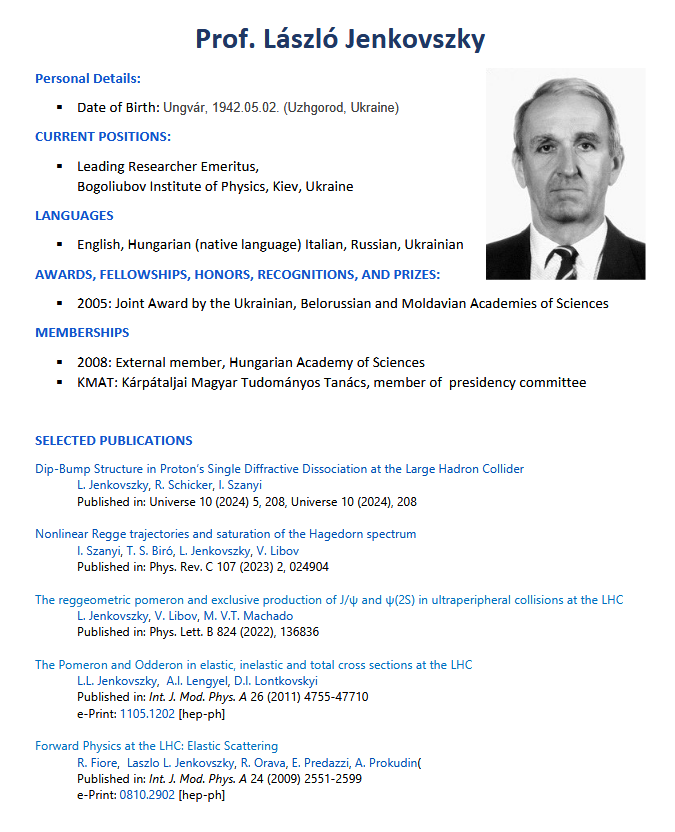 Prof. László Jenkovszky
Personal Details:
▪ Date of Birth: Ungvár, 1942.05.02. (Uzhgorod, Ukraine)
CURRENT POSITIONS:
▪ Leading Researcher Emeritus,
Bogoliubov Institute of Physics, Kiev, Ukraine
LANGUAGES
▪ English, Hungarian (native language) Italian, Russian, Ukrainian
AWARDS, FELLOWSHIPS, HONORS, RECOGNITIONS, AND PRIZES:
▪ 2005: Joint Award by the Ukrainian, Belorussian and Moldavian Academies of Sciences
MEMBERSHIPS
▪ 2008: External member, Hungarian Academy of Sciences
▪ KMAT: Kárpátaljai Magyar Tudományos Tanács, member of  presidency committee
SELECTED PUBLICATIONS
Dip-Bump Structure in Proton’s Single Diffractive Dissociation at the Large Hadron Collider
L. Jenkovszky, R. Schicker, I. Szanyi
Published in: Universe 10 (2024) 5, 208, Universe 10 (2024), 208
Nonlinear Regge trajectories and saturation of the Hagedorn spectrum
I. Szanyi, T. S. Biró, L. Jenkovszky, V. Libov
Published in: Phys. Rev. C 107 (2023) 2, 024904
The reggeometric pomeron and exclusive production of J/ψ and ψ(2S) in ultraperipheral collisions at the LHC
L. Jenkovszky, V. Libov, M. V.T. Machado
Published in: Phys. Lett. B 824 (2022), 136836
The Pomeron and Odderon in elastic, inelastic and total cross sections at the LHC
L.L. Jenkovszky,  A.I. Lengyel, D.I. Lontkovskyi
Published in: Int. J. Mod. Phys. A 26 (2011) 4755-47710
e-Print: 1105.1202 [hep-ph]
Forward Physics at the LHC: Elastic Scattering
R. Fiore,  Laszlo L. Jenkovszky, R. Orava, E. Predazzi, A. Prokudin(
Published in: Int. J. Mod. Phys. A 24 (2009) 2551-2599
e-Print: 0810.2902 [hep-ph]